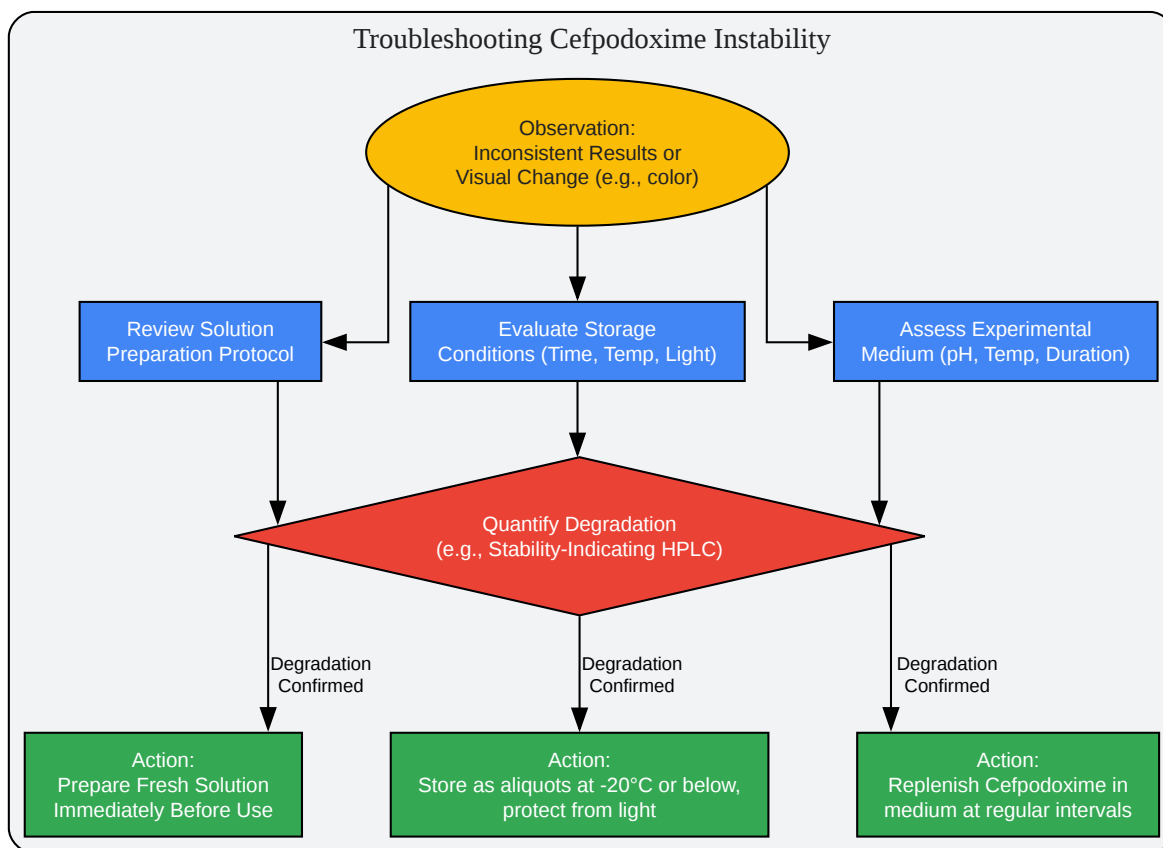 Troubleshooting Cefpodoxime Instability
Observation:
Inconsistent Results or
Visual Change (e.g., color)
Review Solution
Preparation Protocol
Evaluate Storage
Conditions (Time, Temp, Light)
Assess Experimental
Medium (pH, Temp, Duration)
Quantify Degradation
(e.g., Stability-Indicating HPLC)
Degradation
Confirmed
Degradation
Confirmed
Degradation
Confirmed
Action:
Prepare Fresh Solution
Immediately Before Use
Action:
Store as aliquots at -20°C or below,
protect from light
Action:
Replenish Cefpodoxime in
medium at regular intervals